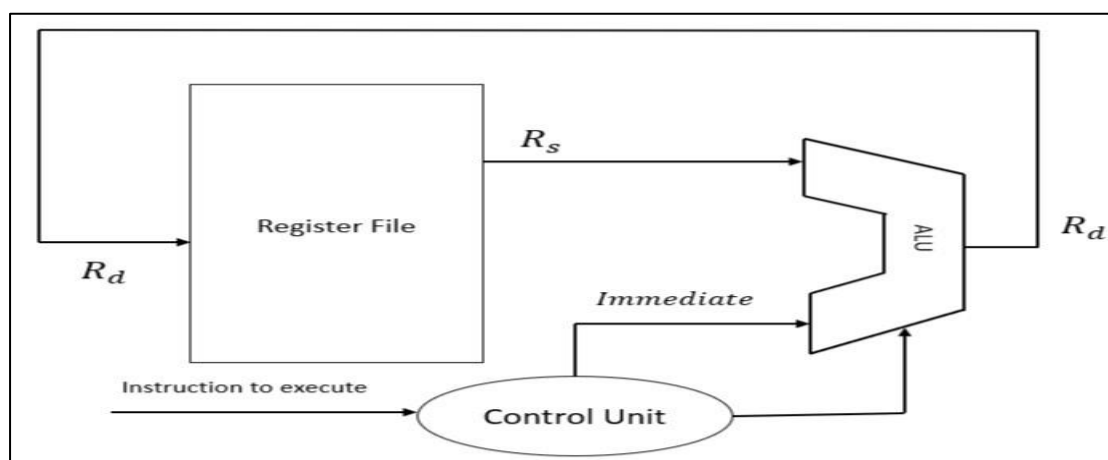 R_s
Register File
ALU
R_d
R_d
Immediate
Instruction to execute
Control Unit